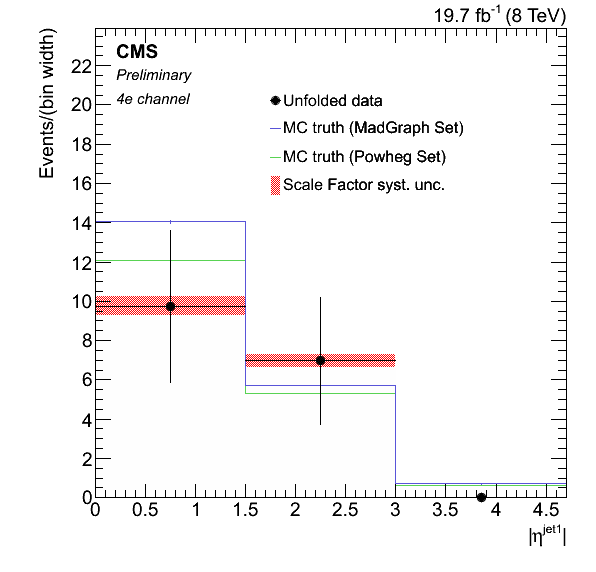 19.7 fb⁻¹ (8 TeV)
Events/(bin width)
CMS
Preliminary
4e channel
Unfolded data
MC truth (MadGraph Set)
MC truth (Powheg Set)
Scale Factor syst. unc.
22
20
18
16
14
12
10
8
6
4
2
0
0 0.5 1 1.5 2 2.5 3 3.5 4 4.5
|η^jet1|